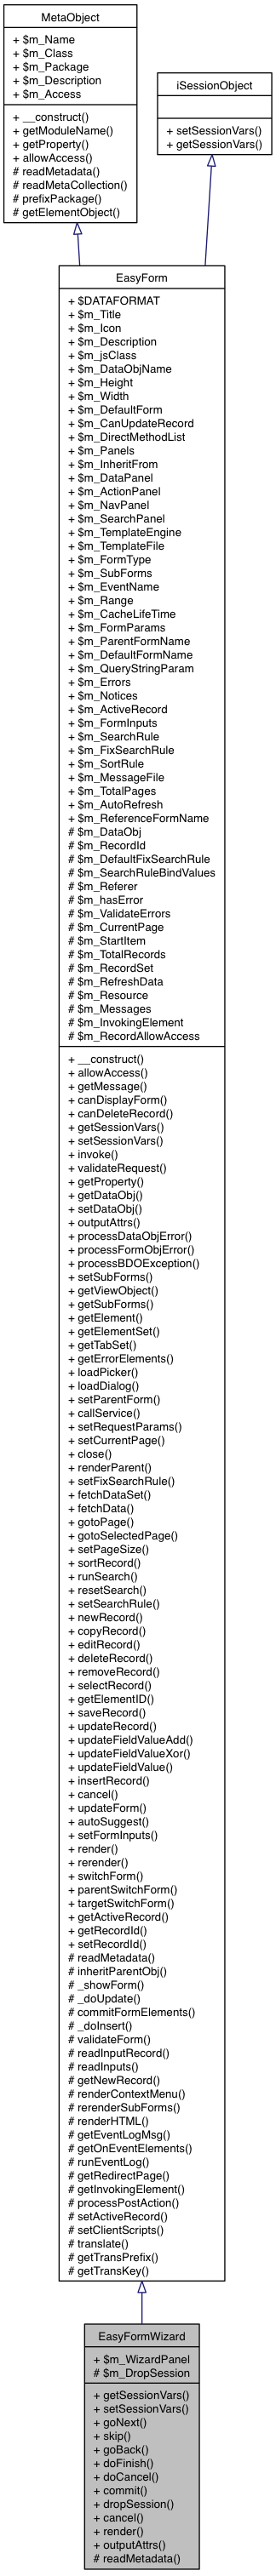 MetaObject
+ $m_Name
+ $m_Class
+ $m_Package
+ $m_Description
+ $m_Access
+ __construct()
+ getModuleName()
+ getProperty()
+ allowAccess()
# readMetadata()
# readMetaCollection()
# prefixPackage()
# getElementObject()
iSessionObject
+ setSessionVars()
+ getSessionVars()
EasyForm
+ $DATAFORMAT
+ $m_Title
+ $m_Icon
+ $m_Description
+ $m_jsClass
+ $m_DataObjName
+ $m_Height
+ $m_Width
+ $m_DefaultForm
+ $m_CanUpdateRecord
+ $m_DirectMethodList
+ $m_Panels
+ $m_InheritFrom
+ $m_DataPanel
+ $m_ActionPanel
+ $m_NavPanel
+ $m_SearchPanel
+ $m_TemplateEngine
+ $m_TemplateFile
+ $m_FormType
+ $m_SubForms
+ $m_EventName
+ $m_Range
+ $m_CacheLifeTime
+ $m_FormParams
+ $m_ParentFormName
+ $m_DefaultFormName
+ $m_QueryStringParam
+ $m_Errors
+ $m_Notices
+ $m_ActiveRecord
+ $m_FormInputs
+ $m_SearchRule
+ $m_FixSearchRule
+ $m_SortRule
+ $m_MessageFile
+ $m_TotalPages
+ $m_AutoRefresh
+ $m_ReferenceFormName
# $m_DataObj
# $m_RecordId
# $m_DefaultFixSearchRule
# $m_SearchRuleBindValues
# $m_Referer
# $m_hasError
# $m_ValidateErrors
# $m_CurrentPage
# $m_StartItem
# $m_TotalRecords
# $m_RecordSet
# $m_RefreshData
# $m_Resource
# $m_Messages
# $m_InvokingElement
# $m_RecordAllowAccess
+ __construct()
+ allowAccess()
+ getMessage()
+ canDisplayForm()
+ canDeleteRecord()
+ getSessionVars()
+ setSessionVars()
+ invoke()
+ validateRequest()
+ getProperty()
+ getDataObj()
+ setDataObj()
+ outputAttrs()
+ processDataObjError()
+ processFormObjError()
+ processBDOException()
+ setSubForms()
+ getViewObject()
+ getSubForms()
+ getElement()
+ getElementSet()
+ getTabSet()
+ getErrorElements()
+ loadPicker()
+ loadDialog()
+ setParentForm()
+ callService()
+ setRequestParams()
+ setCurrentPage()
+ close()
+ renderParent()
+ setFixSearchRule()
+ fetchDataSet()
+ fetchData()
+ gotoPage()
+ gotoSelectedPage()
+ setPageSize()
+ sortRecord()
+ runSearch()
+ resetSearch()
+ setSearchRule()
+ newRecord()
+ copyRecord()
+ editRecord()
+ deleteRecord()
+ removeRecord()
+ selectRecord()
+ getElementID()
+ saveRecord()
+ updateRecord()
+ updateFieldValueAdd()
+ updateFieldValueXor()
+ updateFieldValue()
+ insertRecord()
+ cancel()
+ updateForm()
+ autoSuggest()
+ setFormInputs()
+ render()
+ rerender()
+ switchForm()
+ parentSwitchForm()
+ targetSwitchForm()
+ getActiveRecord()
+ getRecordId()
+ setRecordId()
# readMetadata()
# inheritParentObj()
# _showForm()
# _doUpdate()
# commitFormElements()
# _doInsert()
# validateForm()
# readInputRecord()
# readInputs()
# getNewRecord()
# renderContextMenu()
# rerenderSubForms()
# renderHTML()
# getEventLogMsg()
# getOnEventElements()
# runEventLog()
# getRedirectPage()
# getInvokingElement()
# processPostAction()
# setActiveRecord()
# setClientScripts()
# translate()
# getTransPrefix()
# getTransKey()
EasyFormWizard
+ $m_WizardPanel
# $m_DropSession
+ getSessionVars()
+ setSessionVars()
+ goNext()
+ skip()
+ goBack()
+ doFinish()
+ doCancel()
+ commit()
+ dropSession()
+ cancel()
+ render()
+ outputAttrs()
# readMetadata()